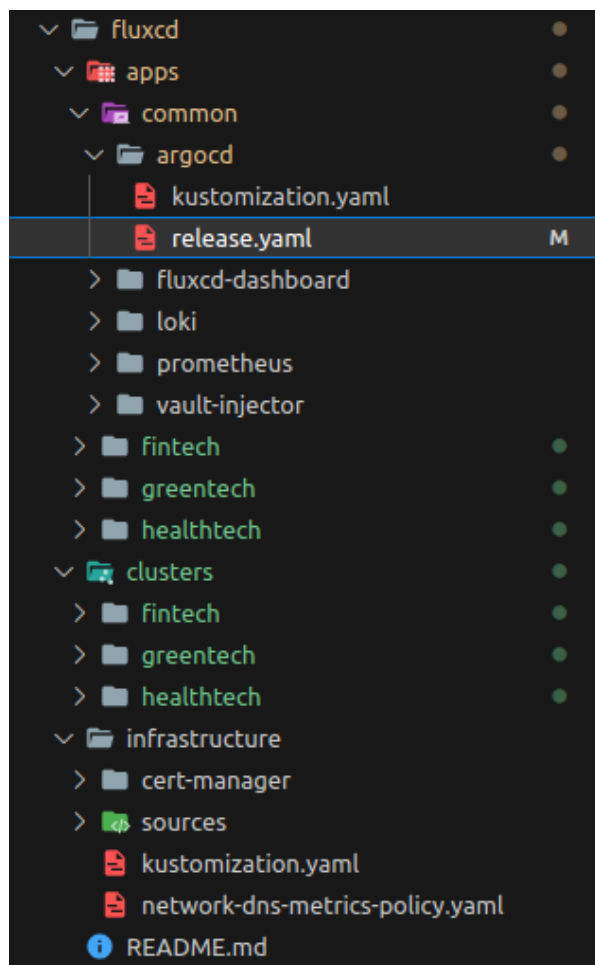 fluxcd
apps
common
argocd
kustomization.yaml
release.yaml M
fluxcd-dashboard
loki
prometheus
vault-injector
fintech
greentech
healthtech
clusters
fintech
greentech
healthtech
infrastructure
cert-manager
sources
kustomization.yaml
network-dns-metrics-policy.yaml
README.md